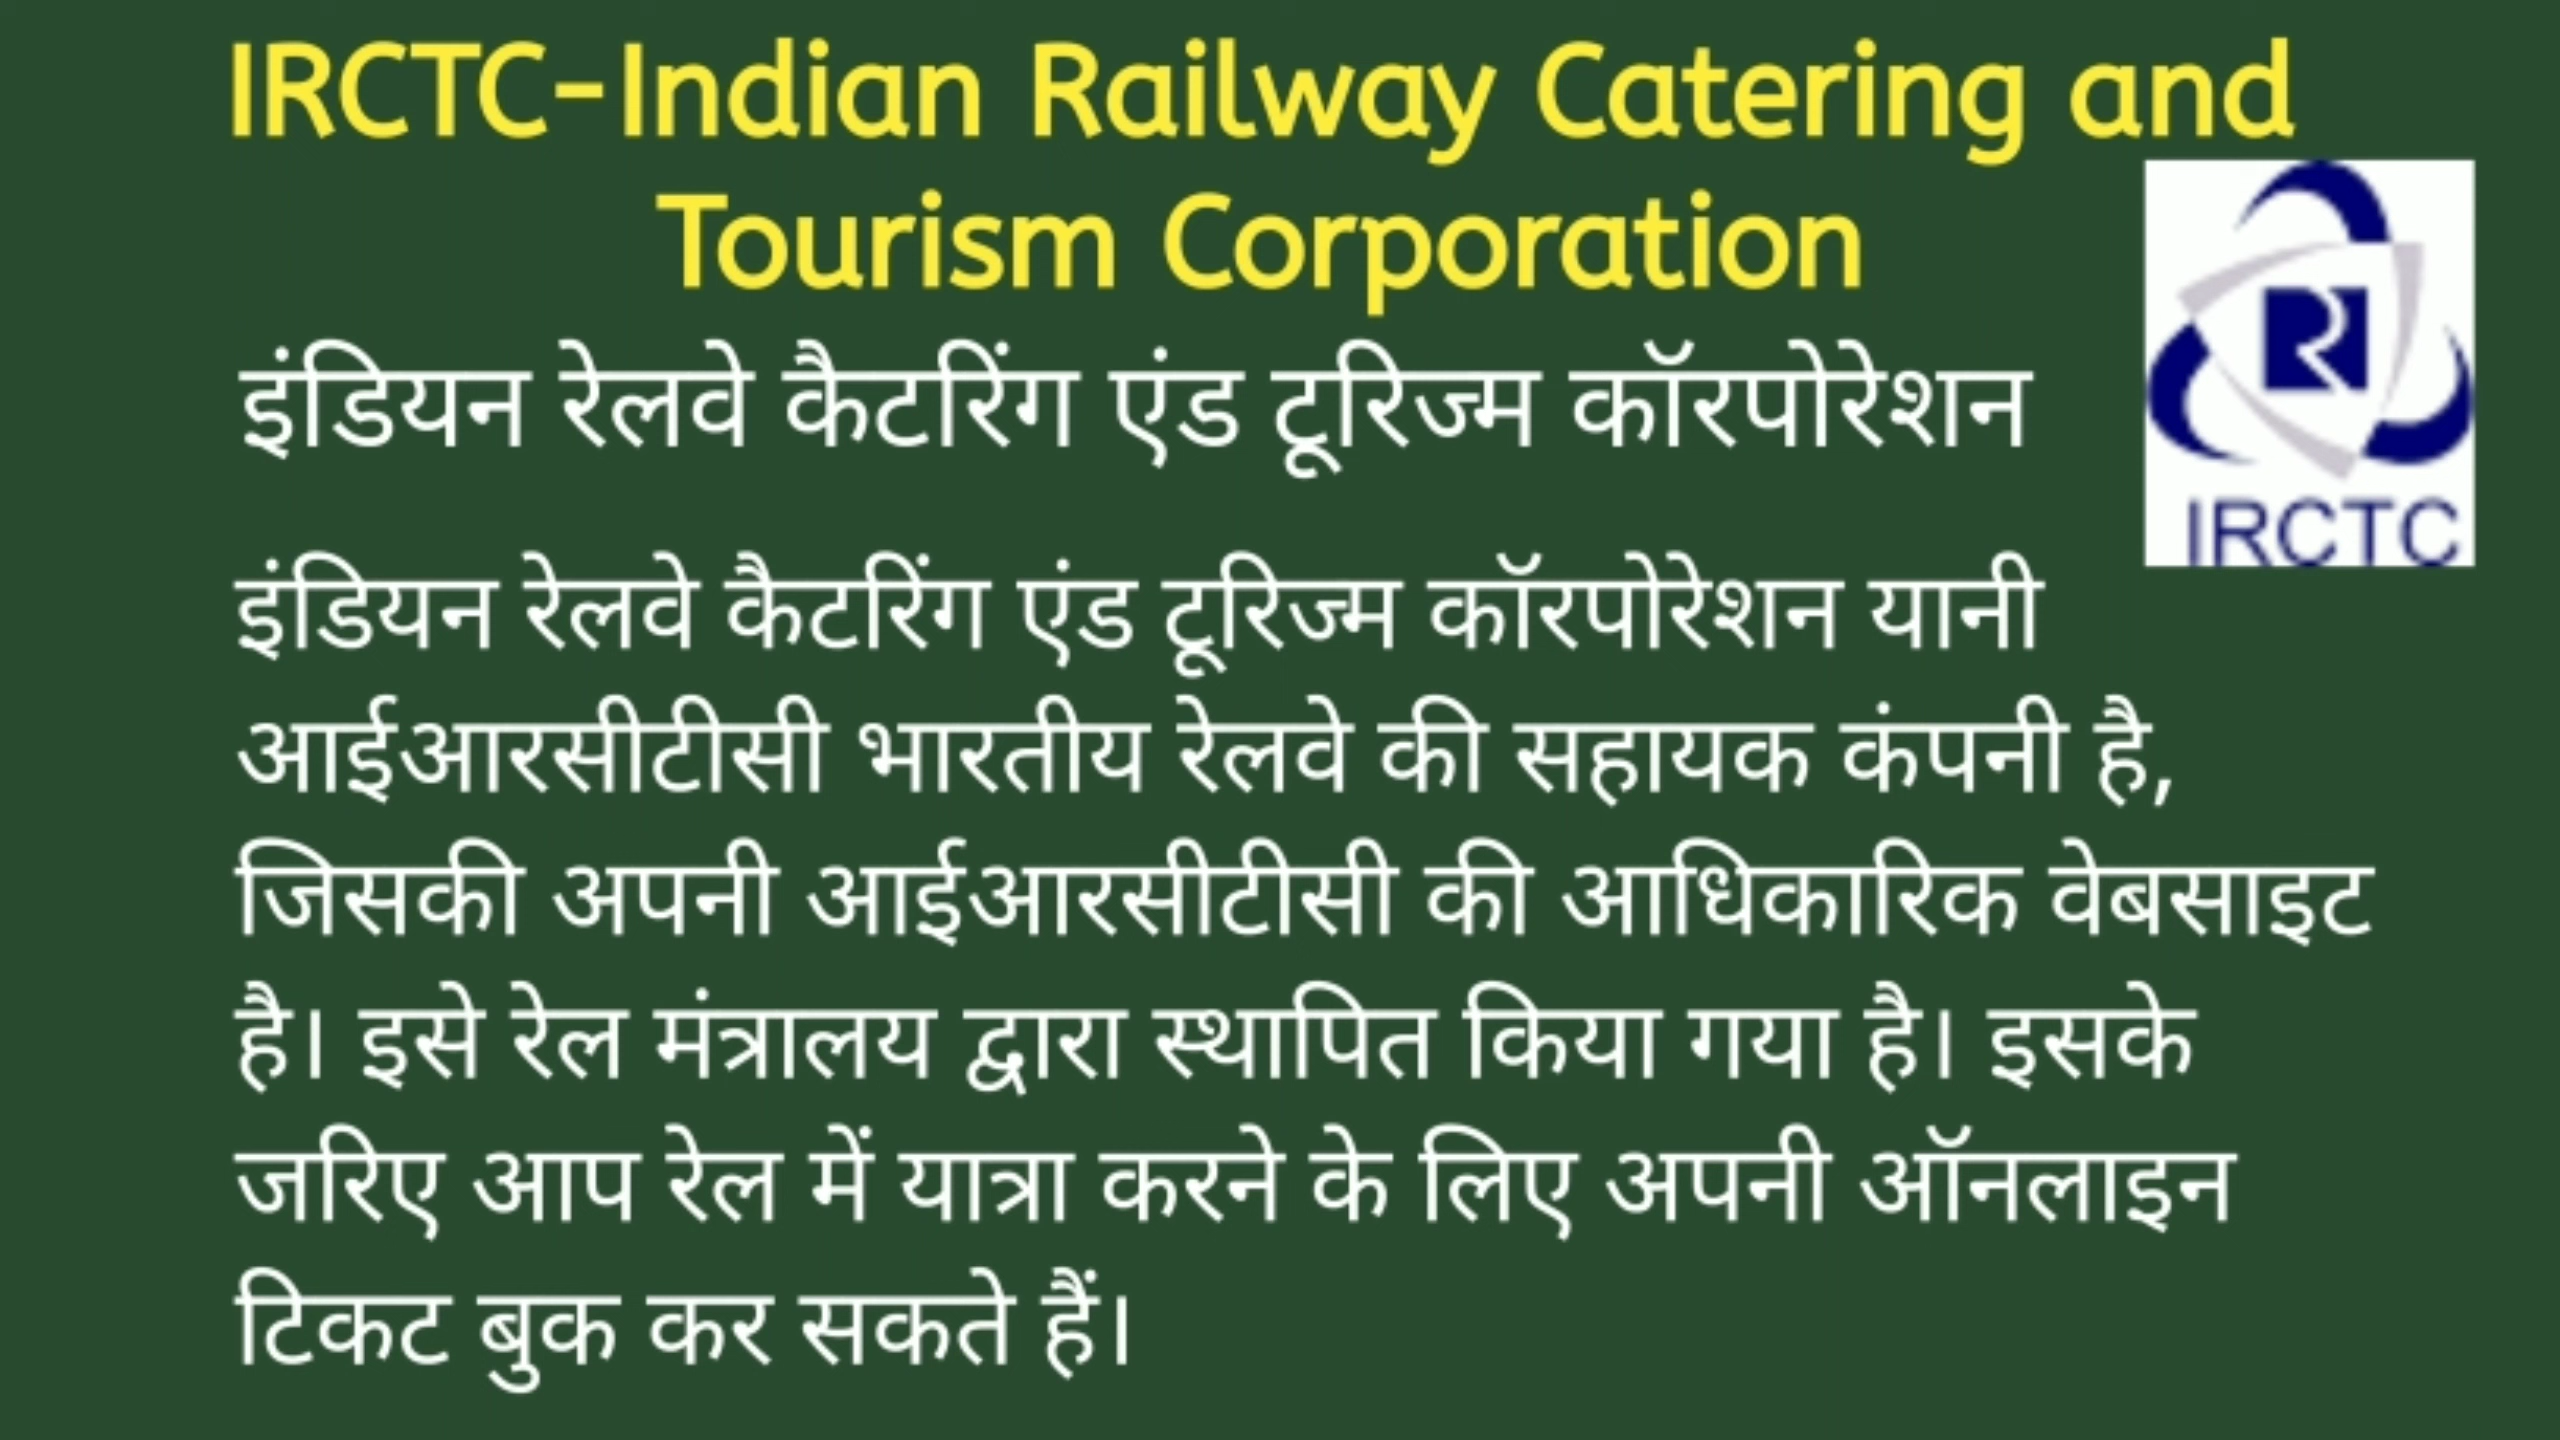 IRCTC-Indian Railway Catering and
Tourism Corporation
इंडियन रेलवे कैटरिंग एंड टूरिज्म कॉरपोरेशन
IRCTC
इंडियन रेलवे कैटरिंग एंड टूरिज्म कॉरपोरेशन यानी
आईआरसीटीसी भारतीय रेलवे की सहायक कंपनी है,
जिसकी अपनी आईआरसीटीसी की आधिकारिक वेबसाइट
है। इसे रेल मंत्रालय द्वारा स्थापित किया गया है। इसके
जरिए आप रेल में यात्रा करने के लिए अपनी ऑनलाइन
टिकट बुक कर सकते हैं।